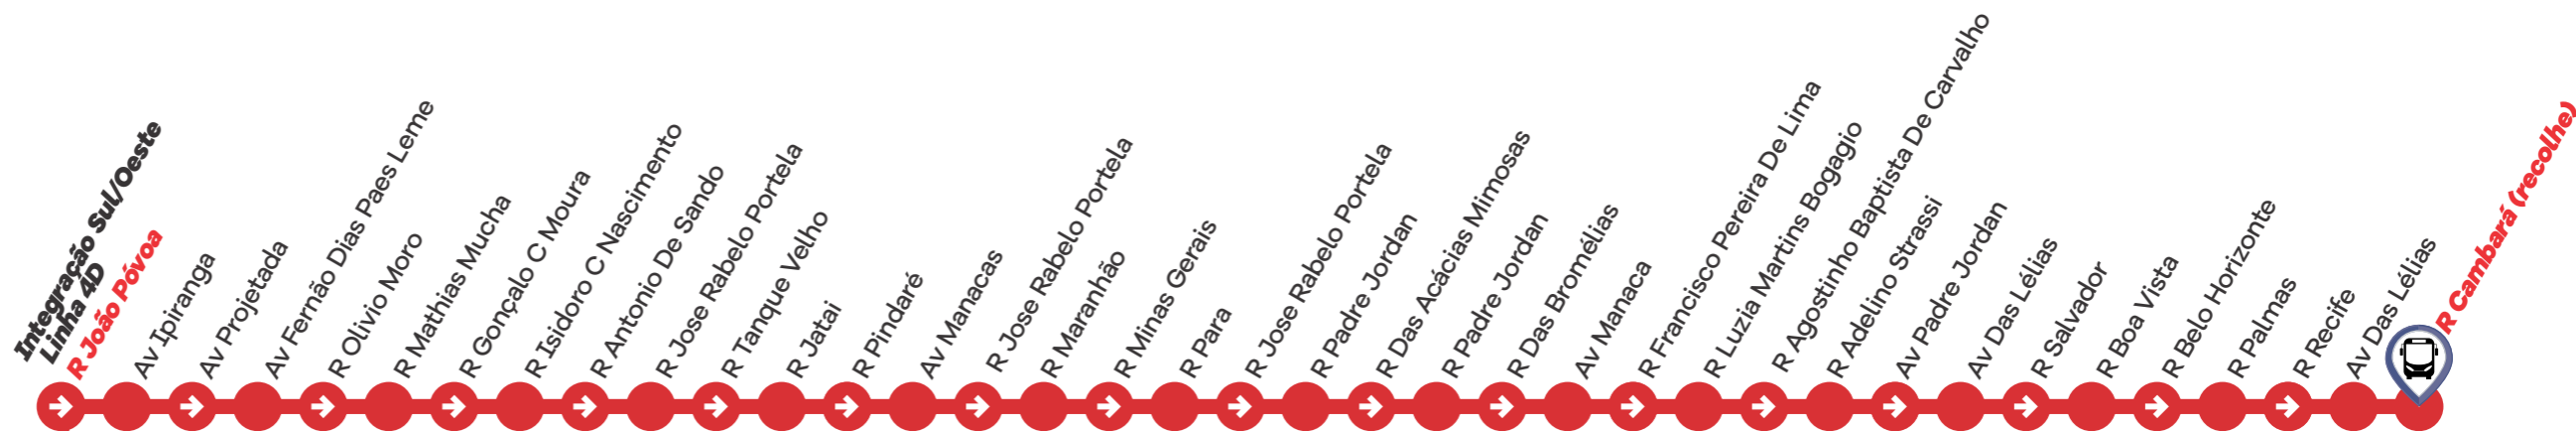 Integração Sul/Oeste
Linha 4D
R João Póvoa
Av Ipiranga
Av Projetada
Av Fernão Dias Paes Leme
R Olivio Moro
R Mathias Mucha
R Gonçalo C Moura
R Isidoro C Nascimento
R Antonio De Sando
R Jose Rabelo Portela
R Tanque Velho
R Jatai
R Pindaré
Av Manacas
R Jose Rabelo Portela
R Maranhão
R Minas Gerais
R Para
R Jose Rabelo Portela
R Padre Jordan
R Das Acácias Mimosas
R Padre Jordan
R Das Bromélias
Av Manaca
R Francisco Pereira De Lima
R Luzia Martins Bogagio
R Agostinho Baptista De Carvalho
R Adelino Strassi
Av Padre Jordan
Av Das Lélias
R Salvador
R Boa Vista
R Belo Horizonte
R Palmas
R Recife
Av Das Lélias
R Cambará (recolhe)